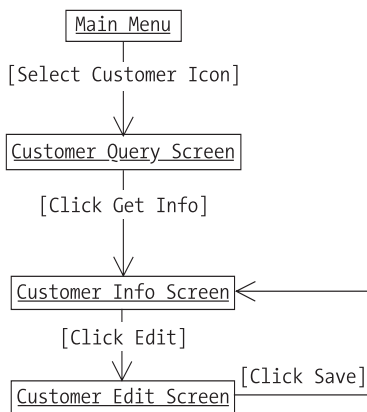 Main Menu
[Select Customer Icon]
Customer Query Screen
[Click Get Info]
Customer Info Screen
[Click Edit]
[Click Save]
Customer Edit Screen